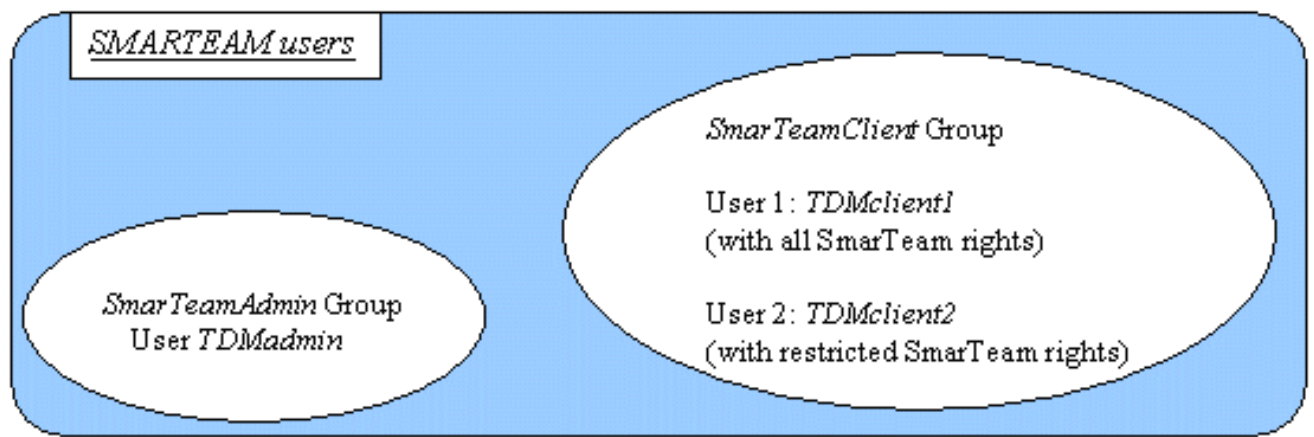 SMARTEAM users
SmarTeamClient Group
User 1: TDMclient1
(with all SmarTeam rights)
User 2: TDMclient2
(with restricted SmarTeam rights)
SmarTeamAdmin Group
User TDMadmin